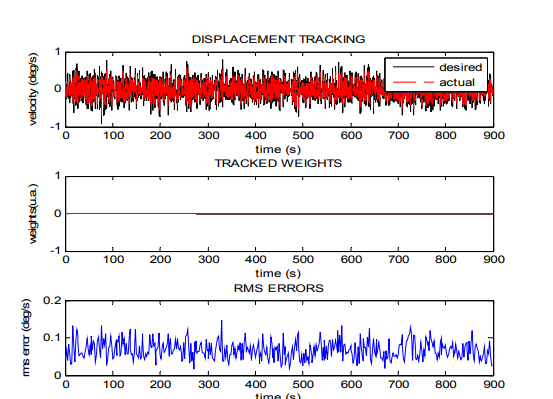 DISPLACEMENT TRACKING
1
0
-1
velocity (deg/s)
desired
actual
0 100 200 300 400 500 600 700 800 900
time (s)
TRACKED WEIGHTS
1
0
-1
weights(u.a.)
0 100 200 300 400 500 600 700 800 900
time (s)
RMS ERRORS
0.2
0.1
0
rms error (deg/s)
0 100 200 300 400 500 600 700 800 900
time (s)